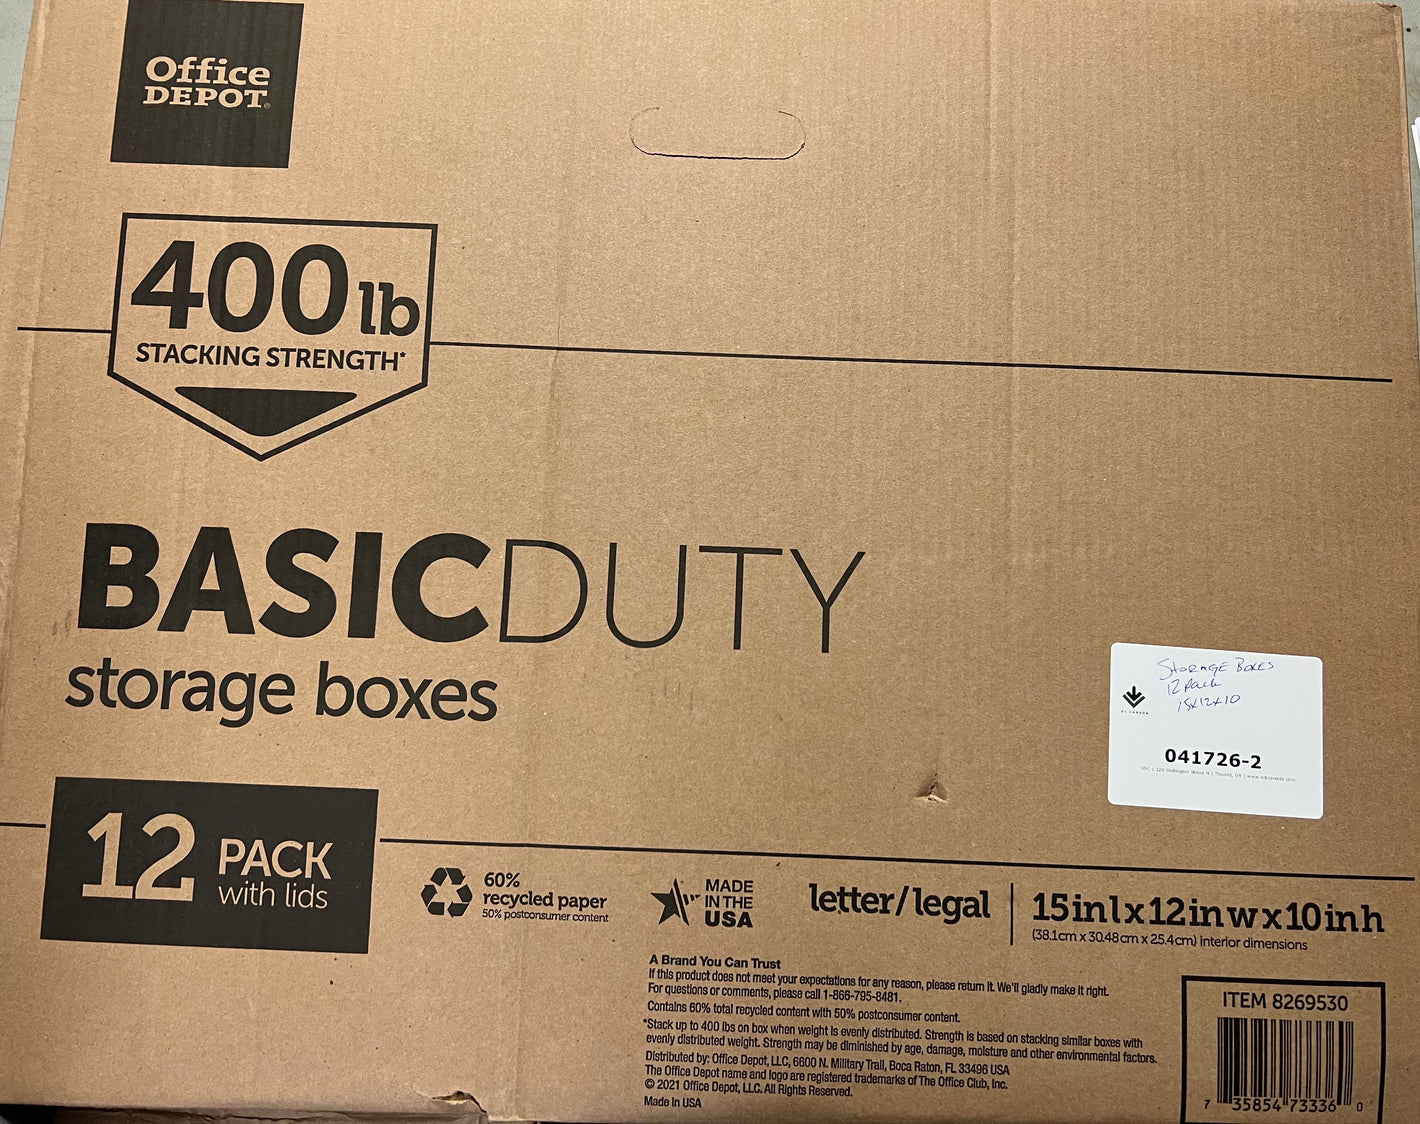 Office
DEPOT®
400 lb
STACKING STRENGTH*
BASICDUTY
storage boxes
STORAGE BOXES
12 Pack
15x12x10
041726-2
12 PACK
with lids
60%
recycled paper
50% postconsumer content
MADE
IN THE
USA
letter/legal
15inl x 12inw x 10inh
(38.1cm x 30.48cm x 25.4cm) interior dimensions
A Brand You Can Trust
If this product does not meet your expectations for any reason, please return it. We'll gladly make it right.
For questions or comments, please call 1-866-795-8481.
Contains 60% total recycled content with 50% postconsumer content.
*Stack up to 400 lbs on box when weight is evenly distributed. Strength is based on stacking similar boxes with
evenly distributed weight. Strength may be diminished by age, damage, moisture and other environmental factors.
Distributed by: Office Depot, LLC, 6600 N. Military Trail, Boca Raton, FL 33496 USA
The Office Depot name and logo are registered trademarks of The Office Club, Inc.
© 2021 Office Depot, LLC. All Rights Reserved.
Made in USA
ITEM 8269530
7 35854 73336 0